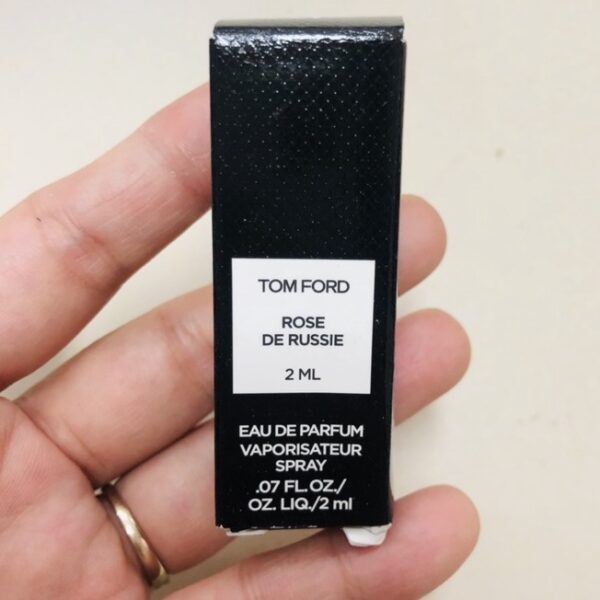 TOM FORD
ROSE
DE RUSSIE
2 ML
EAU DE PARFUM
VAPORISATEUR
SPRAY
.07 FL.OZ./
OZ. LIQ./2 ml